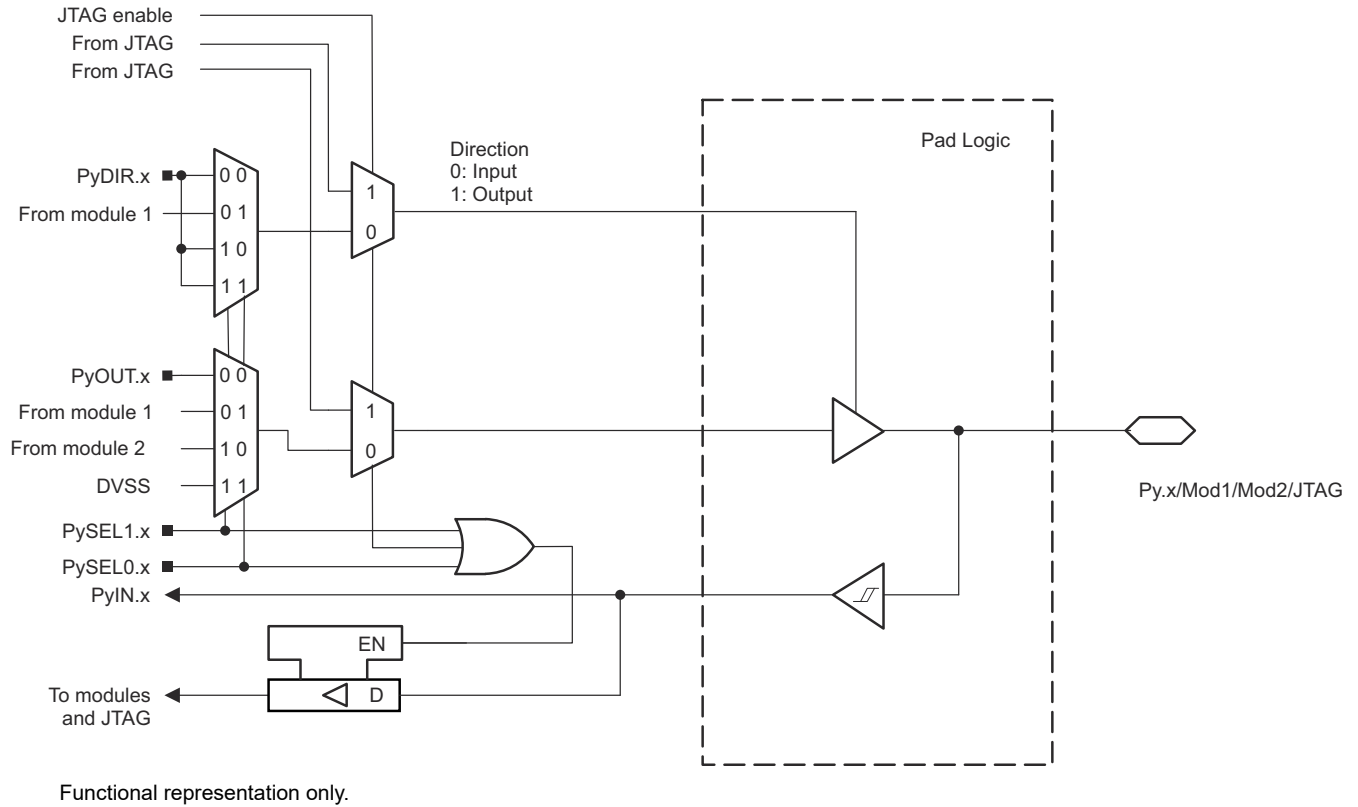 JTAG enable
From JTAG
From JTAG
Direction
0: Input
1: Output
Pad Logic
PyDIR.x
0 0
From module 1
0 1
1 0
1 1
1
0
PyOUT.x
0 0
From module 1
0 1
From module 2
1 0
DVSS
1 1
1
0
Py.x/Mod1/Mod2/JTAG
PySEL1.x
PySEL0.x
PyIN.x
EN
D
To modules
and JTAG
Functional representation only.